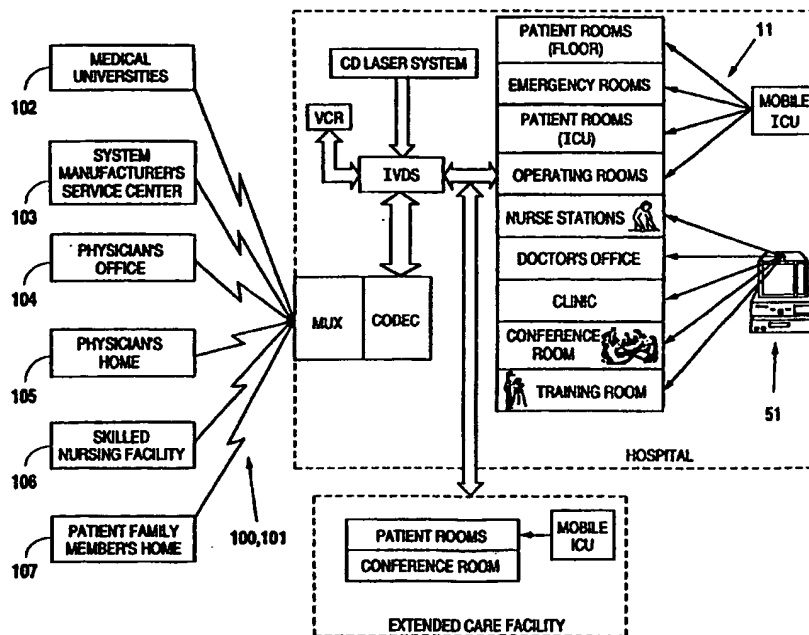 MEDICAL
UNIVERSITIES
102
SYSTEM
MANUFACTURER'S
SERVICE CENTER
103
PHYSICIAN'S
OFFICE
104
PHYSICIAN'S
HOME
105
SKILLED
NURSING FACILITY
106
PATIENT FAMILY
MEMBER'S HOME
107
100,101
CD LASER SYSTEM
VCR
IVDS
MUX
CODEC
PATIENT ROOMS
(FLOOR)
EMERGENCY ROOMS
PATIENT ROOMS
(ICU)
OPERATING ROOMS
NURSE STATIONS
DOCTOR'S OFFICE
CLINIC
CONFERENCE
ROOM
TRAINING ROOM
11
MOBILE
ICU
51
HOSPITAL
PATIENT ROOMS
CONFERENCE ROOM
MOBILE
ICU
EXTENDED CARE FACILITY